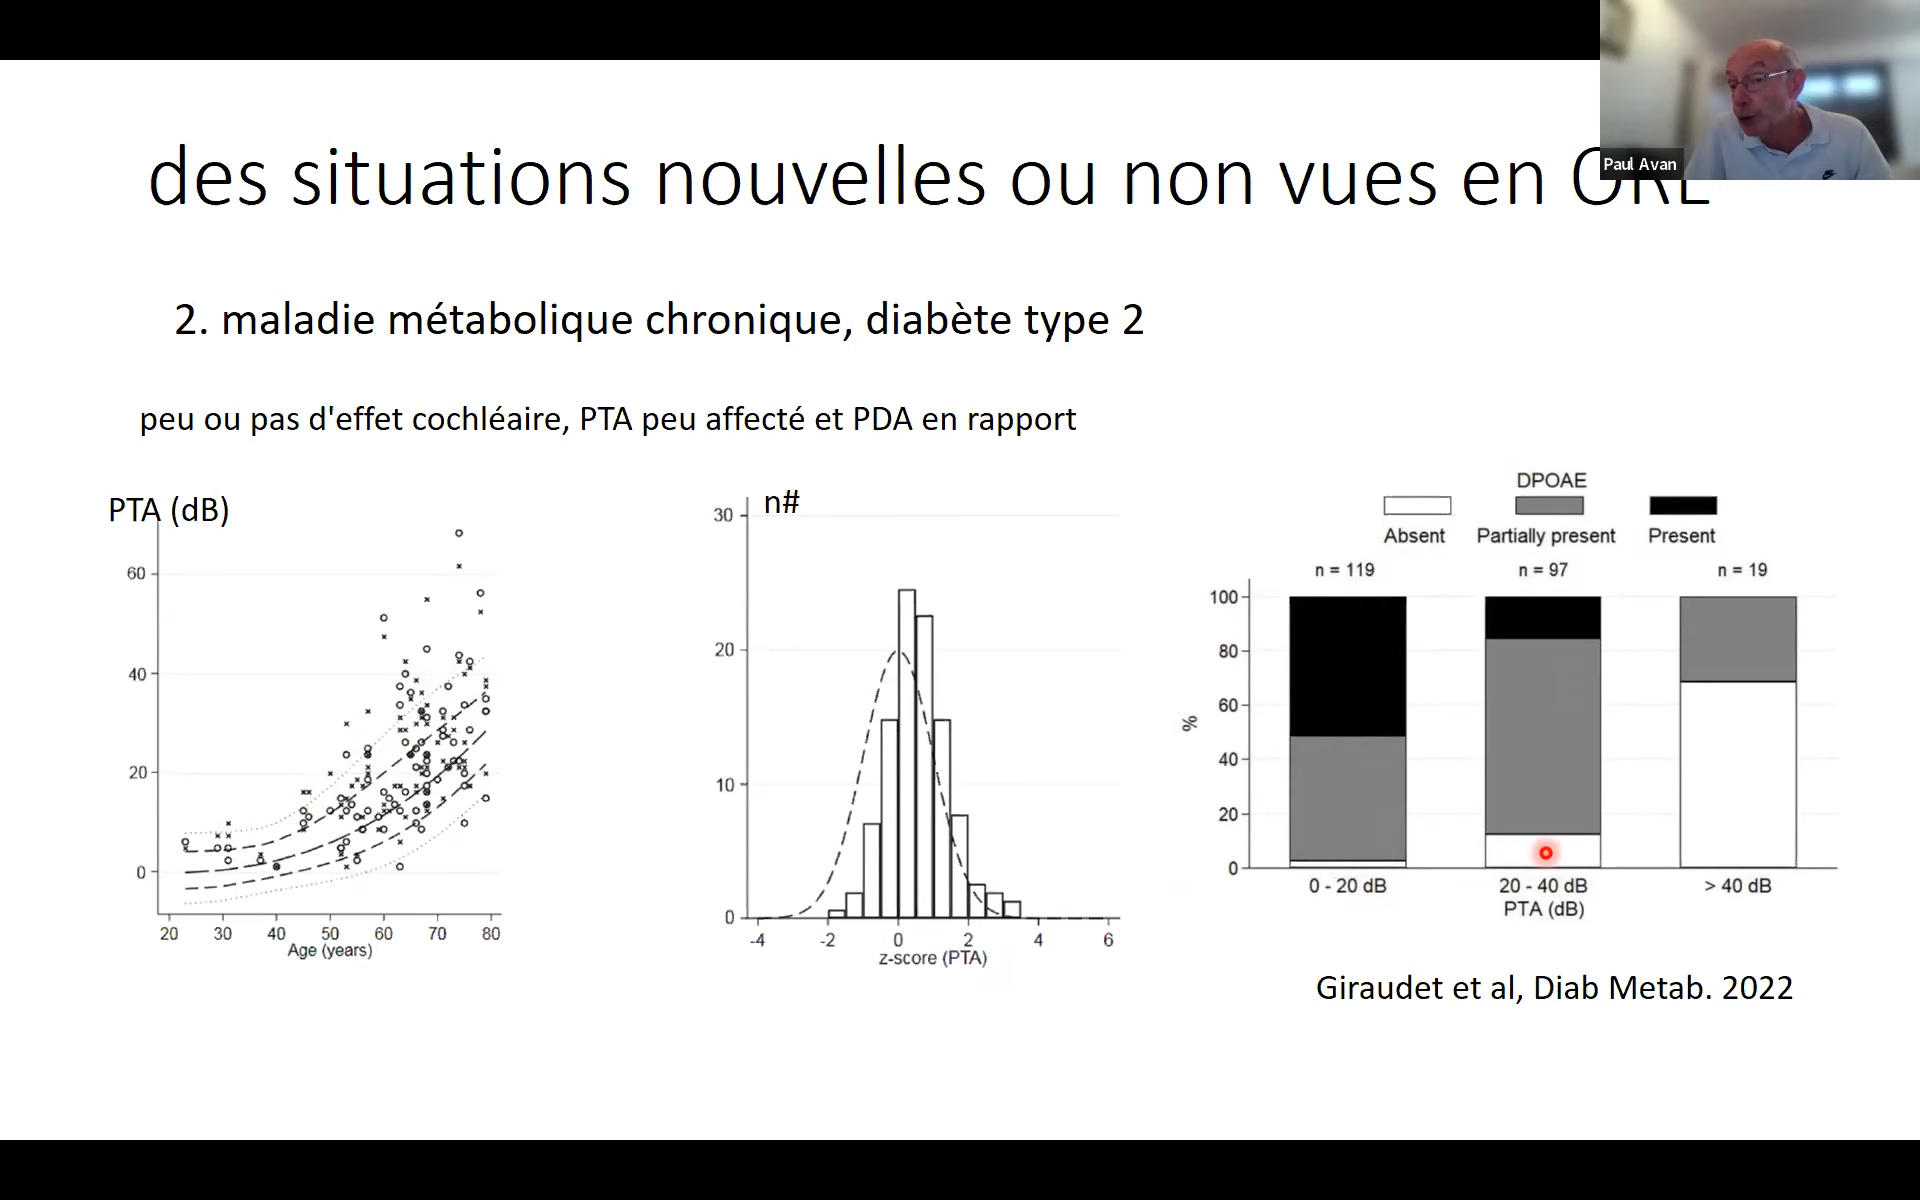 Paul Avan
des situations nouvelles ou non vues en ORL
2. maladie métabolique chronique, diabète type 2
peu ou pas d'effet cochléaire, PTA peu affecté et PDA en rapport
PTA (dB)
60
40
20
0
20 30 40 50 60 70 80
Age (years)
n#
30
20
10
0
-4 -2 0 2 4 6
z-score (PTA)
DPOAE
Absent Partially present Present
n = 119 n = 97 n = 19
100
80
60
40
20
0
%
0 - 20 dB 20 - 40 dB > 40 dB
PTA (dB)
Giraudet et al, Diab Metab. 2022